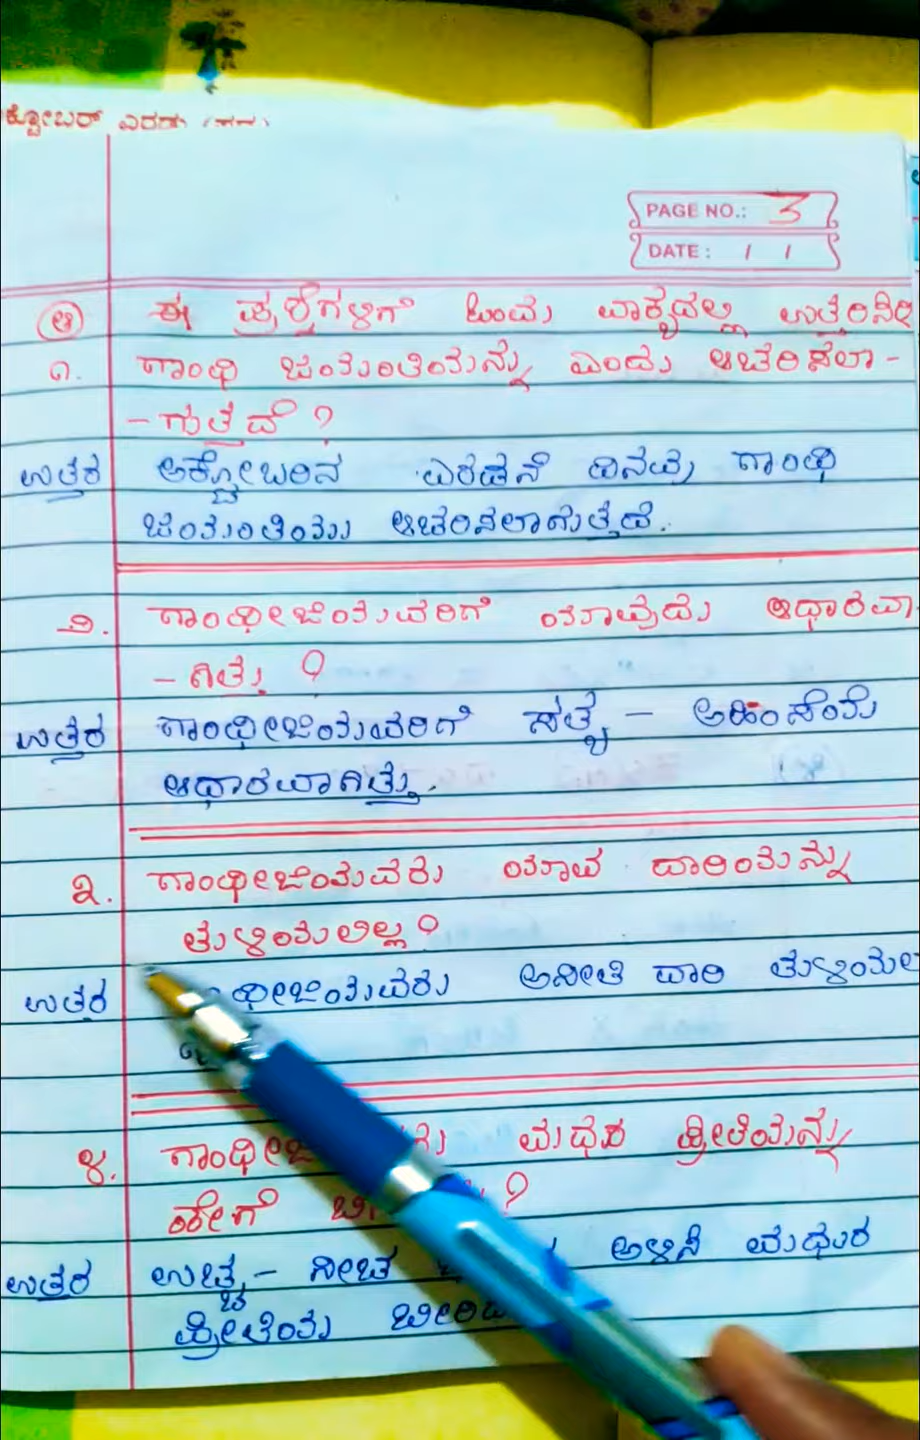 ಕ್ಟೋಬರ್ ಎರಡು
PAGE NO.: 3
DATE: / /
ಆ ಈ ಪ್ರಶ್ನೆಗಳಿಗೆ ಒಂದು ವಾಕ್ಯದಲ್ಲಿ ಉತ್ತರಿಸಿರಿ
೧. ಗಾಂಧಿ ಜಯಂತಿಯನ್ನು ಎಂದು ಆಚರಿಸಲಾ -
- ಗುತ್ತದೆ ?
ಉತ್ತರ ಅಕ್ಟೋಬರಿನ ಎರಡನೆ ದಿನವು ಗಾಂಧಿ
ಜಯಂತಿಯು ಆಚರಿಸಲಾಗುತ್ತದೆ.
೨. ಗಾಂಧೀಜಿಯವರಿಗೆ ಯಾವುದು ಆಧಾರವಾ
- ಗಿತ್ತು ?
ಉತ್ತರ ಗಾಂಧೀಜಿಯವರಿಗೆ ಸತ್ಯ - ಅಹಿಂಸೆಯೆ
ಆಧಾರವಾಗಿತ್ತು.
೩. ಗಾಂಧೀಜಿಯವರು ಯಾವ ದಾರಿಯನ್ನು
ತುಳಿಯಲಿಲ್ಲ ?
ಉತ್ತರ ಧೀಜಿಯವರು ಅನೀತಿ ದಾರಿ ತುಳಿಯಲ
೪. ಗಾಂಧೀಜಿ ರು ಮಧುರ ಪ್ರೀತಿಯನ್ನು
ಹೇಗೆ ?
ಉತ್ತರ ಉಚ್ಚ - ನೀಚ ಅಳಿಸಿ ಮಧುರ
ಪ್ರೀತಿಯ ಬೀರಿದ